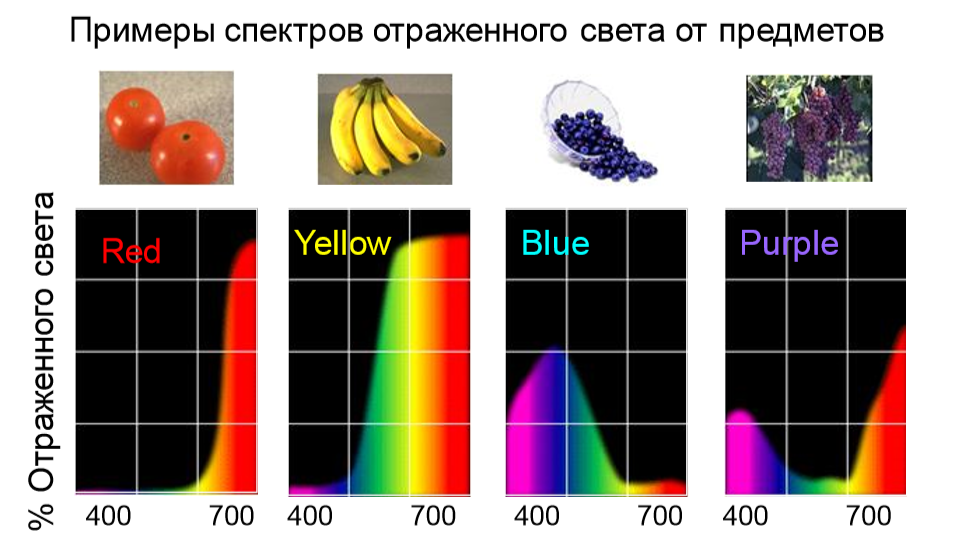 Примеры спектров отраженного света от предметов
% Отраженного света
Red
Yellow
Blue
Purple
400 700
400 700
400 700
400 700